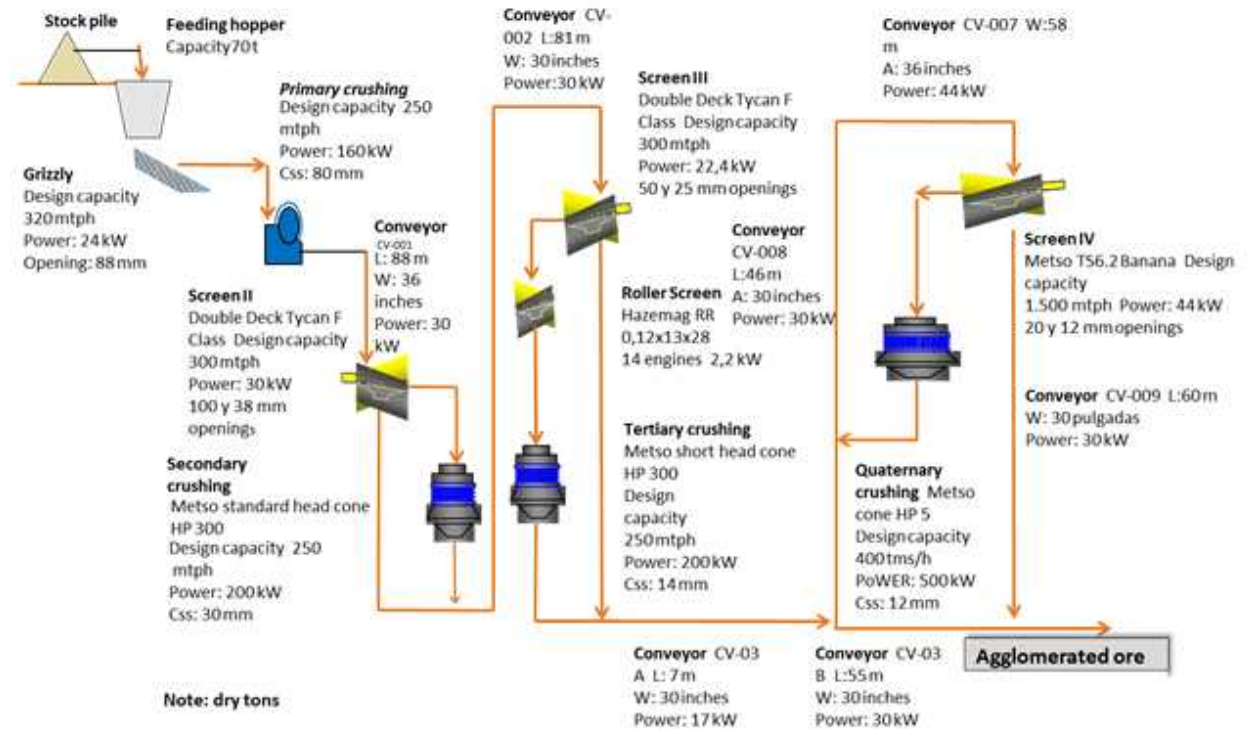 Stock pile
Feeding hopper
Capacity70t
Primary crushing
Design capacity 250
mtph
Power: 160kW
Css: 80mm
Grizzly
Design capacity
320mtph
Power: 24kW
Opening: 88mm
Conveyor
CV-001
L: 88 m
W: 36
inches
Power: 30
kW
Screen II
Double Deck Tycan F
Class Design capacity
300mtph
Power: 30kW
100 y 38 mm
openings
Secondary
crushing
Metso standard head cone
HP 300
Design capacity 250
mtph
Power: 200kW
Css: 30mm
Note: dry tons
Conveyor CV-
002 L:81m
W: 30inches
Power:30 kW
Screen III
Double Deck Tycan F
Class Designcapacity
300mtph
Power: 22,4kW
50 y 25 mm openings
Conveyor
CV-008
L:46m
A: 30inches
Power: 30kW
Roller Screen
Hazemag RR
0,12x13x28
14 engines 2,2 kW
Tertiary crushing
Metso short head cone
HP 300
Design
capacity
250mtph
Power: 200kW
Css: 14mm
Conveyor CV-03
A L: 7m
W: 30inches
Power: 17kW
Conveyor CV-03
B L:55m
W: 30inches
Power: 30kW
Conveyor CV-007 W:58
m
A: 36inches
Power: 44kW
Screen IV
Metso TS6.2 Banana Design
capacity
1.500 mtph Power: 44kW
20 y 12 mmopenings
Conveyor CV-009 L:60m
W: 30pulgadas
Power: 30kW
Quaternary
crushing Metso
cone HP 5
Designcapacity
400tms/h
PoWER: 500kW
Css: 12mm
Agglomerated ore